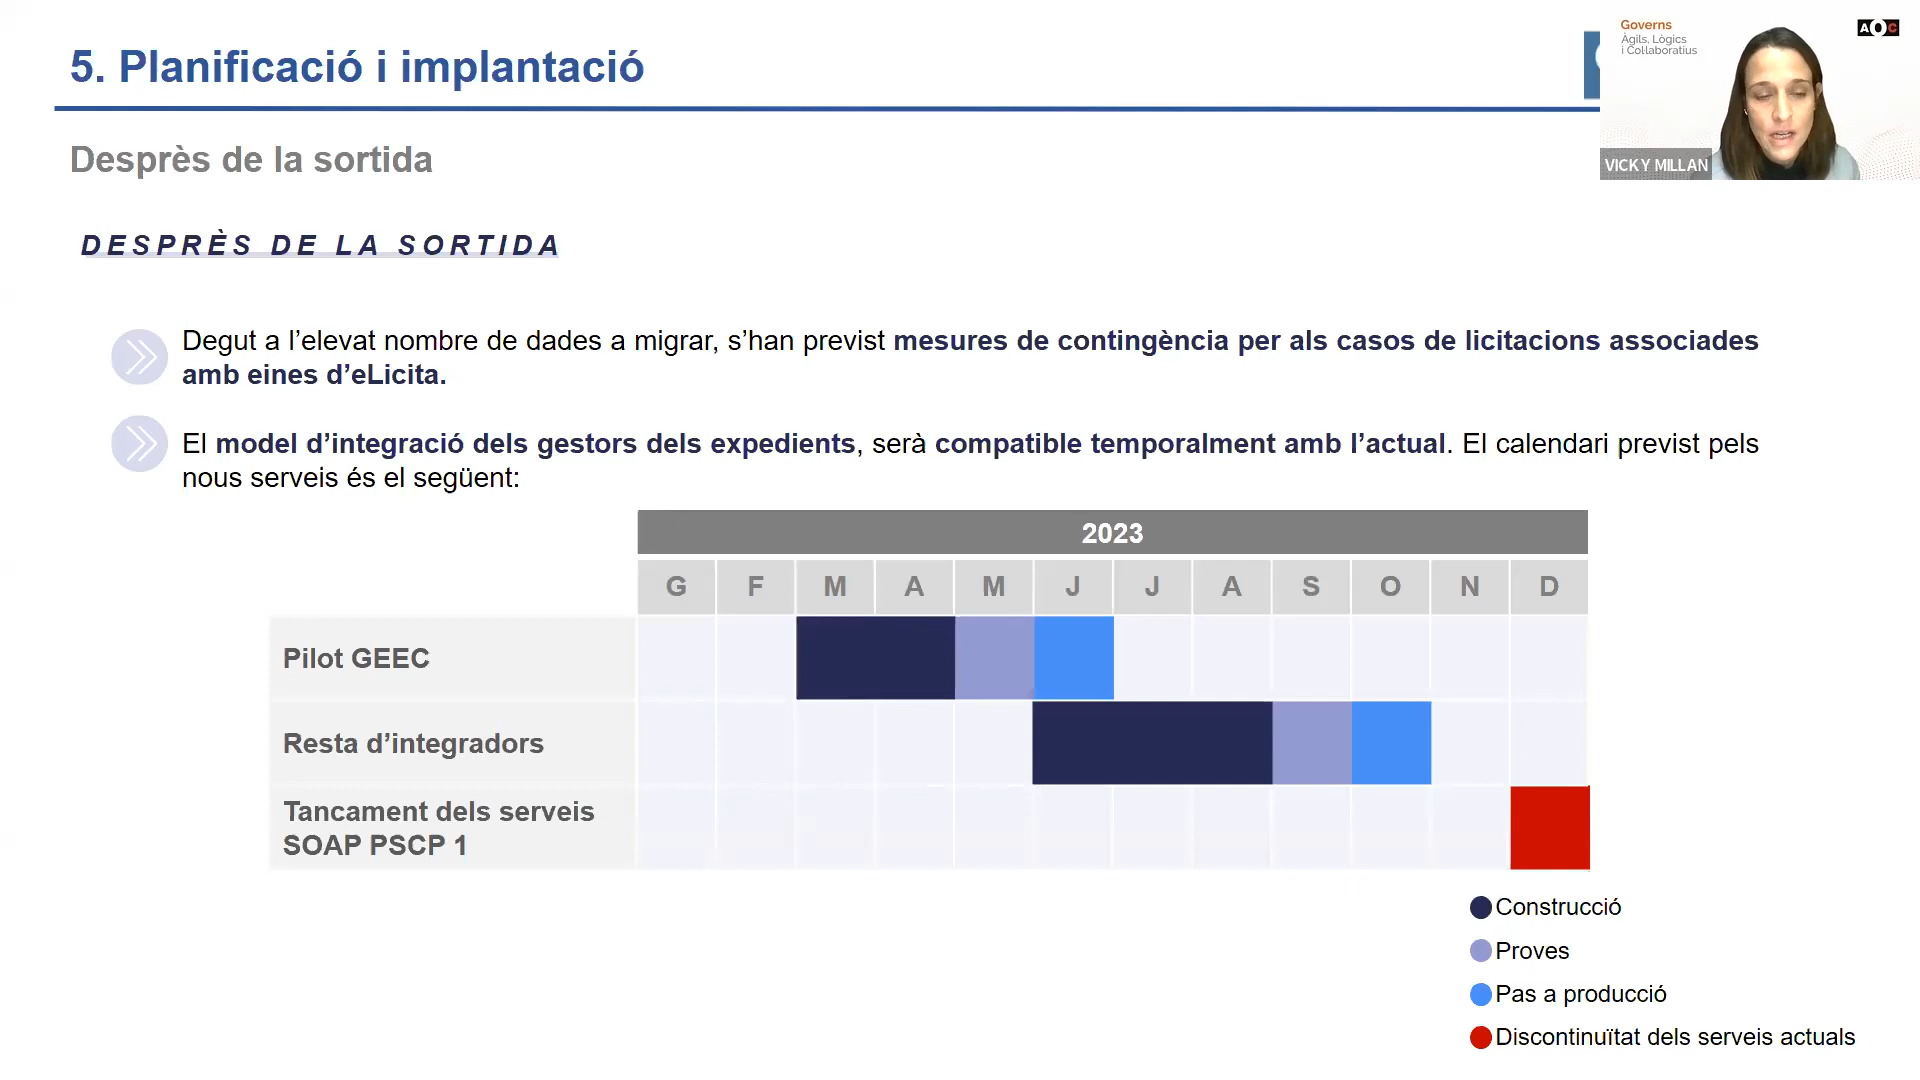 5. Planificació i implantació
Governs
Àgils, Lògics
i Col·laboratius
AOC
VICKY MILLAN
Desprès de la sortida
DESPRÈS DE LA SORTIDA
Degut a l’elevat nombre de dades a migrar, s’han previst mesures de contingència per als casos de licitacions associades
amb eines d’eLicita.
El model d’integració dels gestors dels expedients, serà compatible temporalment amb l’actual. El calendari previst pels
nous serveis és el següent:
2023
G F M A M J J A S O N D
Pilot GEEC
Resta d’integradors
Tancament dels serveis
SOAP PSCP 1
Construcció
Proves
Pas a producció
Discontinuïtat dels serveis actuals